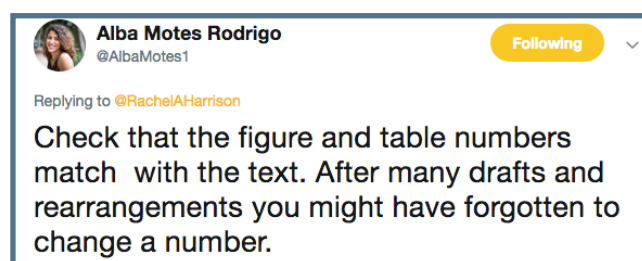 Alba Motes Rodrigo
@AlbaMotes1
Following
Replying to @RachelAHarrison
Check that the figure and table numbers
match  with the text. After many drafts and
rearrangements you might have forgotten to
change a number.